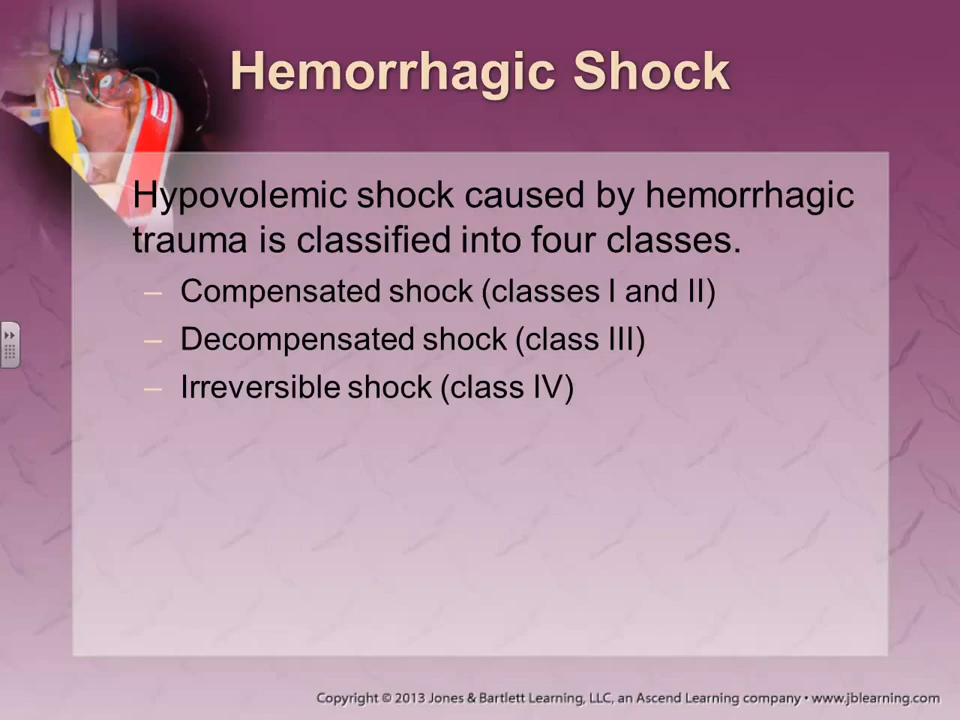 Hemorrhagic Shock
Hypovolemic shock caused by hemorrhagic
trauma is classified into four classes.
– Compensated shock (classes I and II)
– Decompensated shock (class III)
– Irreversible shock (class IV)
Copyright © 2013 Jones & Bartlett Learning, LLC, an Ascend Learning company • www.jblearning.com